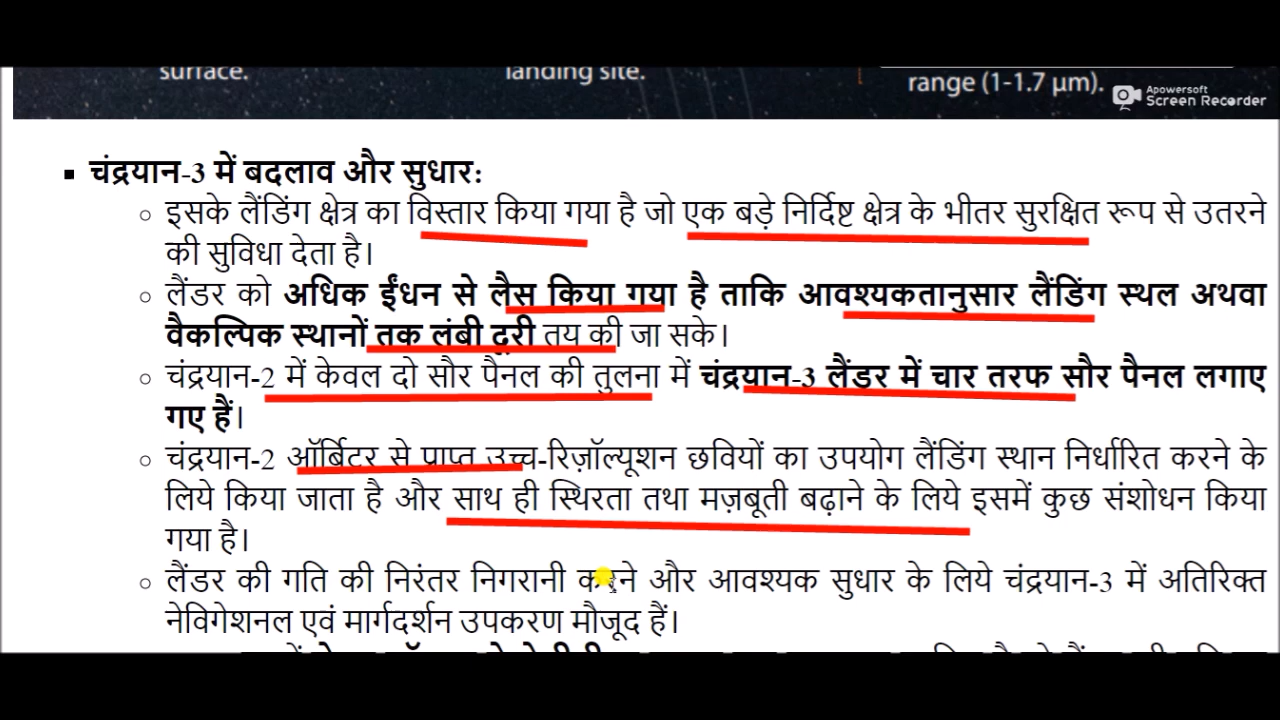 surface.
landing site.
range (1-1.7 µm).
Apowersoft
Screen Recorder
▪ चंद्रयान-3 में बदलाव और सुधार:
○ इसके लैंडिंग क्षेत्र का विस्तार किया गया है जो एक बड़े निर्दिष्ट क्षेत्र के भीतर सुरक्षित रूप से उतरने
की सुविधा देता है।
○ लैंडर को अधिक ईंधन से लैस किया गया है ताकि आवश्यकतानुसार लैंडिंग स्थल अथवा
वैकल्पिक स्थानों तक लंबी दूरी तय की जा सके।
○ चंद्रयान-2 में केवल दो सौर पैनल की तुलना में चंद्रयान-3 लैंडर में चार तरफ सौर पैनल लगाए
गए हैं।
○ चंद्रयान-2 ऑर्बिटर से प्राप्त उच्च-रिज़ॉल्यूशन छवियों का उपयोग लैंडिंग स्थान निर्धारित करने के
लिये किया जाता है और साथ ही स्थिरता तथा मज़बूती बढ़ाने के लिये इसमें कुछ संशोधन किया
गया है।
○ लैंडर की गति की निरंतर निगरानी करने और आवश्यक सुधार के लिये चंद्रयान-3 में अतिरिक्त
नेविगेशनल एवं मार्गदर्शन उपकरण मौजूद हैं।